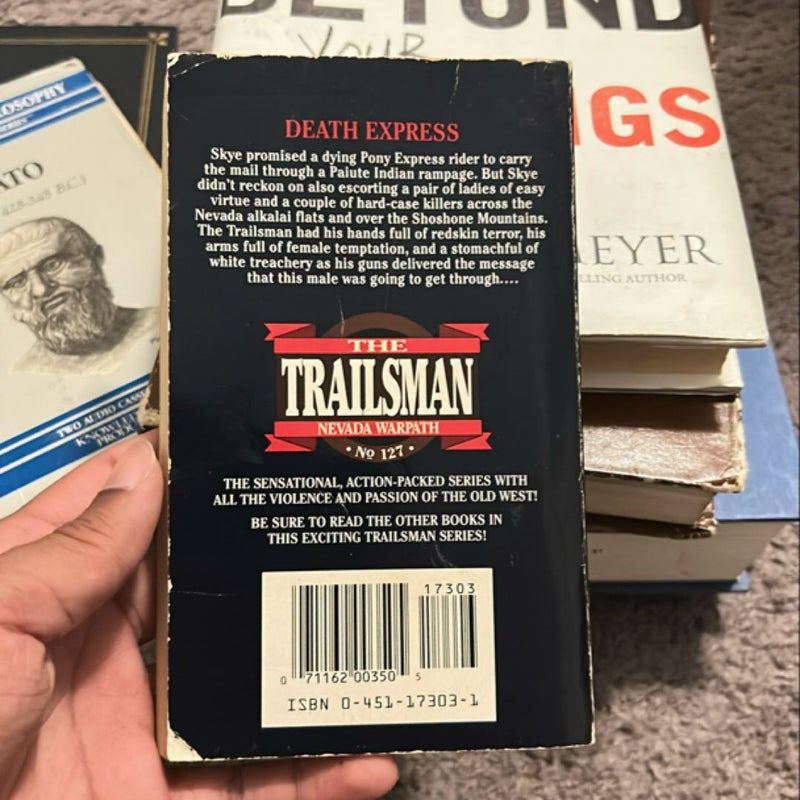 BEYOND
YOUR
IGS
MEYER
LLING AUTHOR
LOSOPHY
SERIES
ATO
(428-348 B.C.)
TWO AUDIO CASS
KNOWLE
PRODU
DEATH EXPRESS
Skye promised a dying Pony Express rider to carry
the mail through a Paiute Indian rampage. But Skye
didn't reckon on also escorting a pair of ladies of easy
virtue and a couple of hard-case killers across the
Nevada alkalai flats and over the Shoshone Mountains.
The Trailsman had his hands full of redskin terror, his
arms full of female temptation, and a stomachful of
white treachery as his guns delivered the message
that this male was going to get through....
THE
TRAILSMAN
NEVADA WARPATH
• No 127 •
THE SENSATIONAL, ACTION-PACKED SERIES WITH
ALL THE VIOLENCE AND PASSION OF THE OLD WEST!
BE SURE TO READ THE OTHER BOOKS IN
THIS EXCITING TRAILSMAN SERIES!
17303
0 71162 00350 5
ISBN 0-451-17303-1